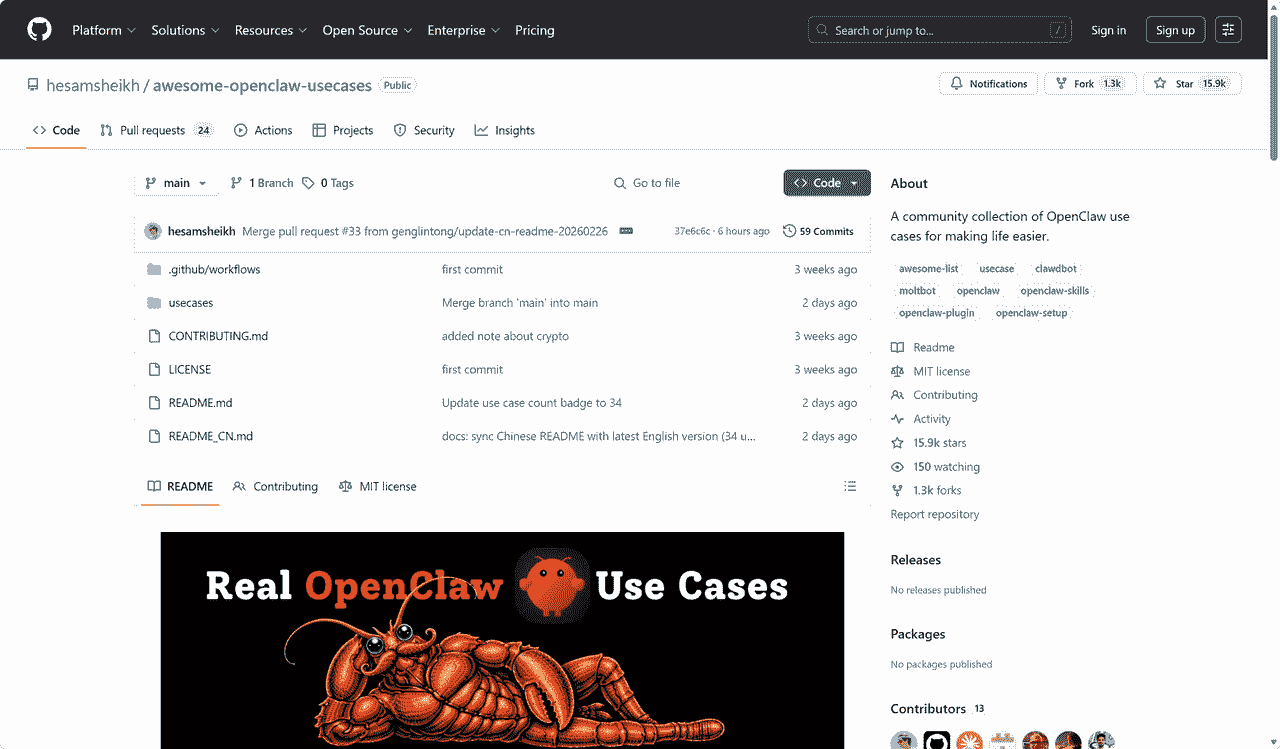 Platform Solutions Resources Open Source Enterprise Pricing Search or jump to... / Sign in Sign up
hesamsheikh / awesome-openclaw-usecases Public Notifications Fork 1.3k Star 15.9k
Code Pull requests 24 Actions Projects Security Insights
main 1 Branch 0 Tags Go to file Code
hesamsheikh Merge pull request #33 from genglintong/update-cn-readme-20260226 37e6c6c · 6 hours ago 59 Commits
.github/workflows first commit 3 weeks ago
usecases Merge branch 'main' into main 2 days ago
CONTRIBUTING.md added note about crypto 3 weeks ago
LICENSE first commit 3 weeks ago
README.md Update use case count badge to 34 2 days ago
README_CN.md docs: sync Chinese README with latest English version (34 u... 2 days ago
README Contributing MIT license
Real OpenClaw Use Cases
About
A community collection of OpenClaw use
cases for making life easier.
awesome-list usecase clawdbot
moltbot openclaw openclaw-skills
openclaw-plugin openclaw-setup
Readme
MIT license
Contributing
Activity
15.9k stars
150 watching
1.3k forks
Report repository
Releases
No releases published
Packages
No packages published
Contributors 13